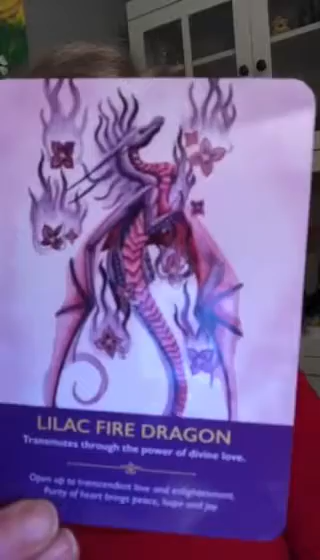 LILAC FIRE DRAGON
Transmutes through the power of divine love.
Open up to transcendent love and enlightenment.
Purity of heart brings peace, hope and joy